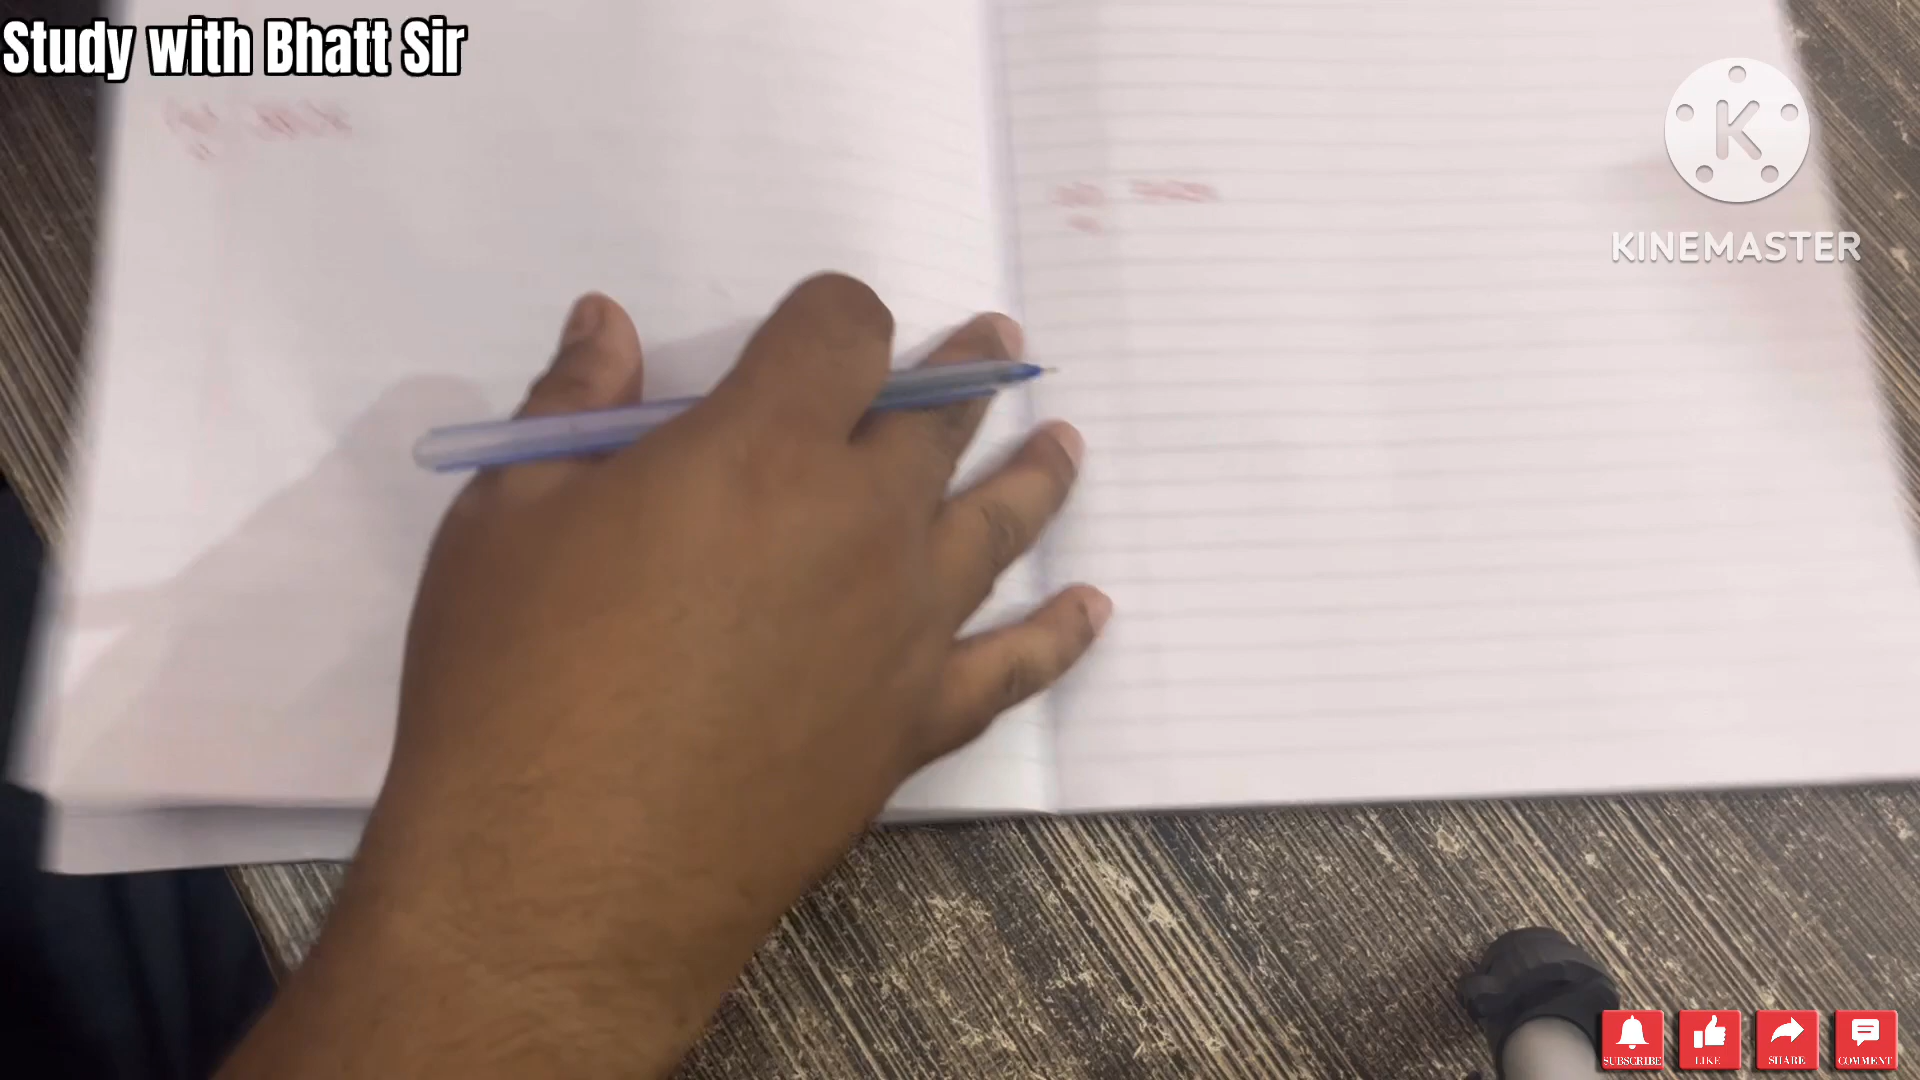 Study with Bhatt Sir
K
KINEMASTER
SUBSCRIBE
LIKE
SHARE
COMMENT